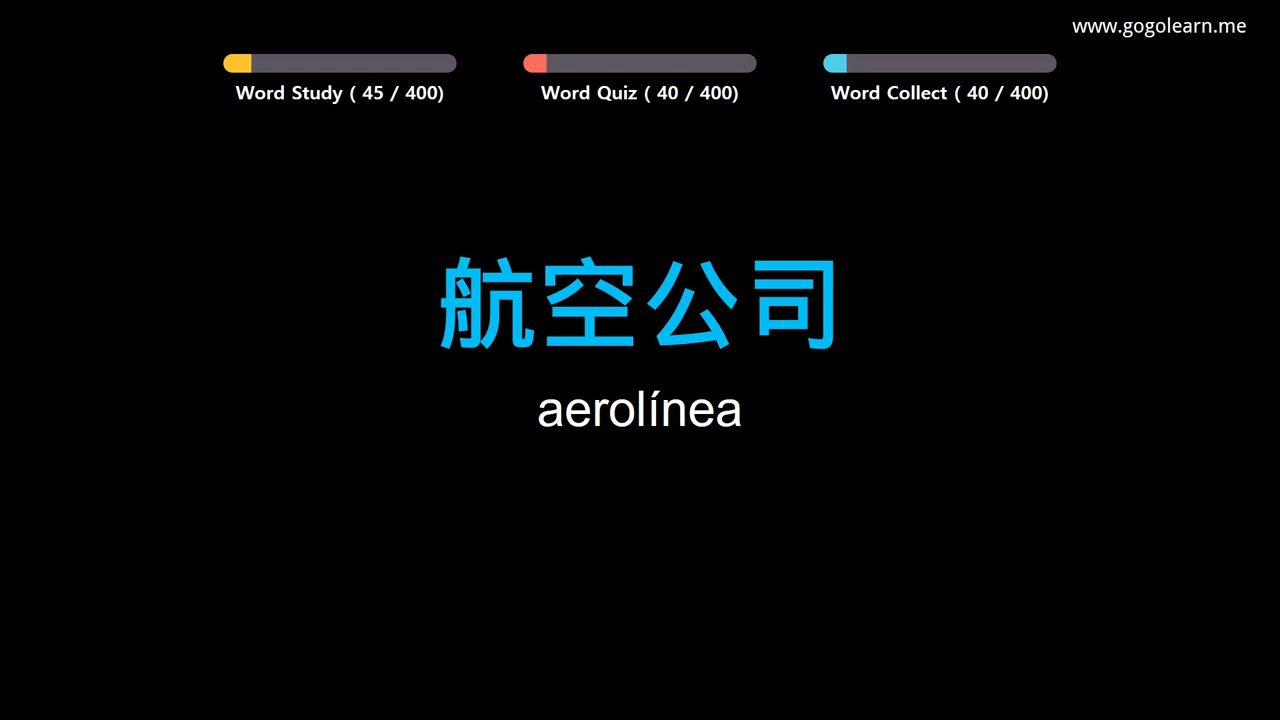 www.gogolearn.me
Word Study ( 45 / 400)
Word Quiz ( 40 / 400)
Word Collect ( 40 / 400)
航空公司
aerolínea